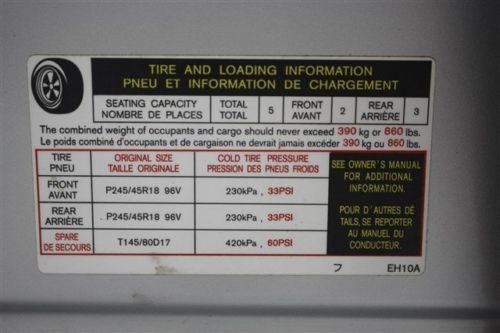 TIRE AND LOADING INFORMATION
PNEU ET INFORMATION DE CHARGEMENT
SEATING CAPACITY TOTAL 5 FRONT 2 REAR 3
NOMBRE DE PLACES TOTAL AVANT ARRIÈRE
The combined weight of occupants and cargo should never exceed 390 kg or 860 lbs.
Le poids combiné d'occupants et de cargaison ne devrait jamais excéder 390 kg ou 860 lbs.
TIRE ORIGINAL SIZE COLD TIRE PRESSURE
PNEU TAILLE ORIGINALE PRESSION DES PNEUS FROIDS
FRONT
AVANT P245/45R18 96V 230kPa, 33PSI
REAR
ARRIÈRE P245/45R18 96V 230kPa, 33PSI
SPARE
DE SECOURS T145/80D17 420kPa, 60PSI
SEE OWNER'S MANUAL
FOR ADDITIONAL
INFORMATION.
POUR D'AUTRES DÉ
TAILS, SE REPORTER
AU MANUEL DU
CONDUCTEUR.
フ EH10A